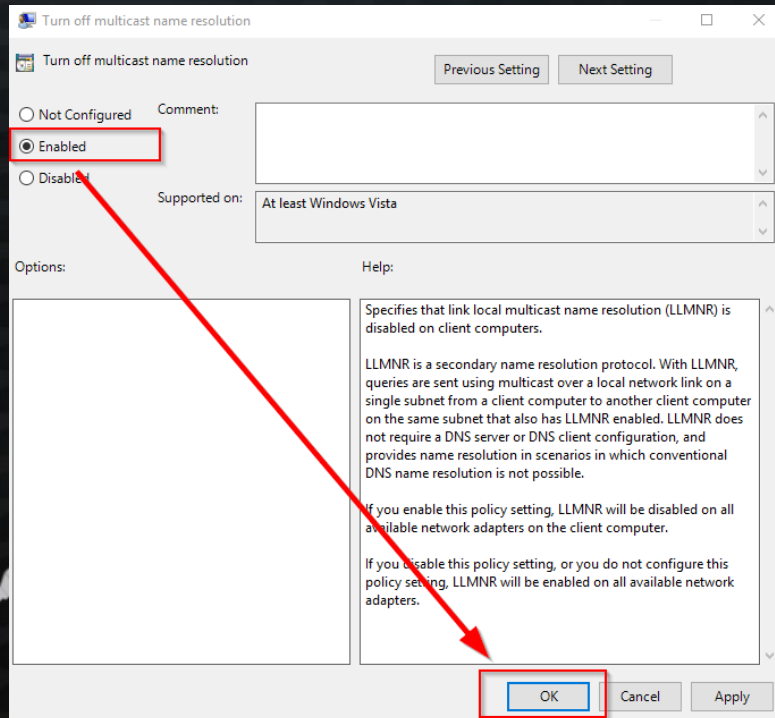 Turn off multicast name resolution
Turn off multicast name resolution
Previous Setting
Next Setting
Not Configured
Comment:
Enabled
Disabled
Supported on:
At least Windows Vista
Options:
Help:
Specifies that link local multicast name resolution (LLMNR) is
disabled on client computers.
LLMNR is a secondary name resolution protocol. With LLMNR,
queries are sent using multicast over a local network link on a
single subnet from a client computer to another client computer
on the same subnet that also has LLMNR enabled. LLMNR does
not require a DNS server or DNS client configuration, and
provides name resolution in scenarios in which conventional
DNS name resolution is not possible.
If you enable this policy setting, LLMNR will be disabled on all
available network adapters on the client computer.
If you disable this policy setting, or you do not configure this
policy setting, LLMNR will be enabled on all available network
adapters.
OK
Cancel
Apply